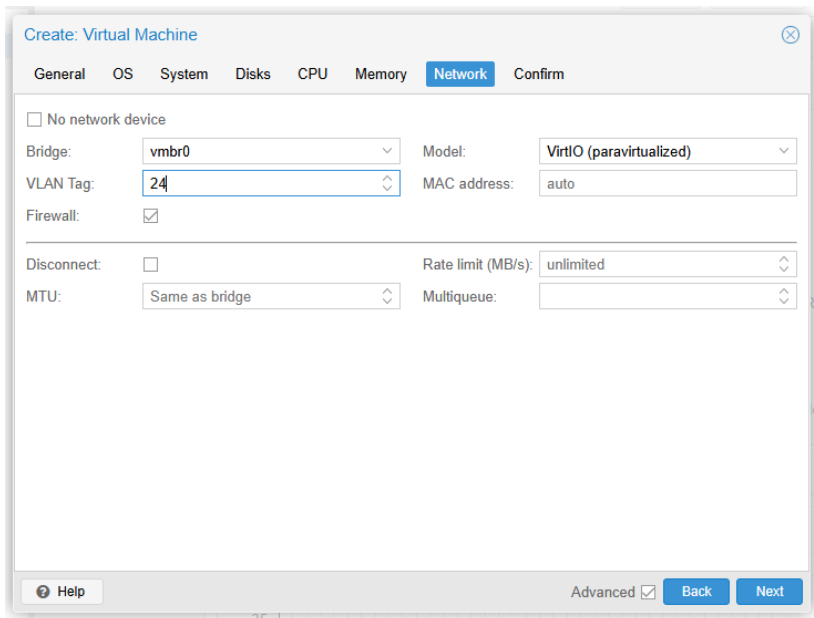 Create: Virtual Machine
General OS System Disks CPU Memory Network Confirm
No network device
Bridge: vmbr0 Model: VirtIO (paravirtualized)
VLAN Tag: 24 MAC address: auto
Firewall:
Disconnect: Rate limit (MB/s): unlimited
MTU: Same as bridge Multiqueue:
Help Advanced Back Next